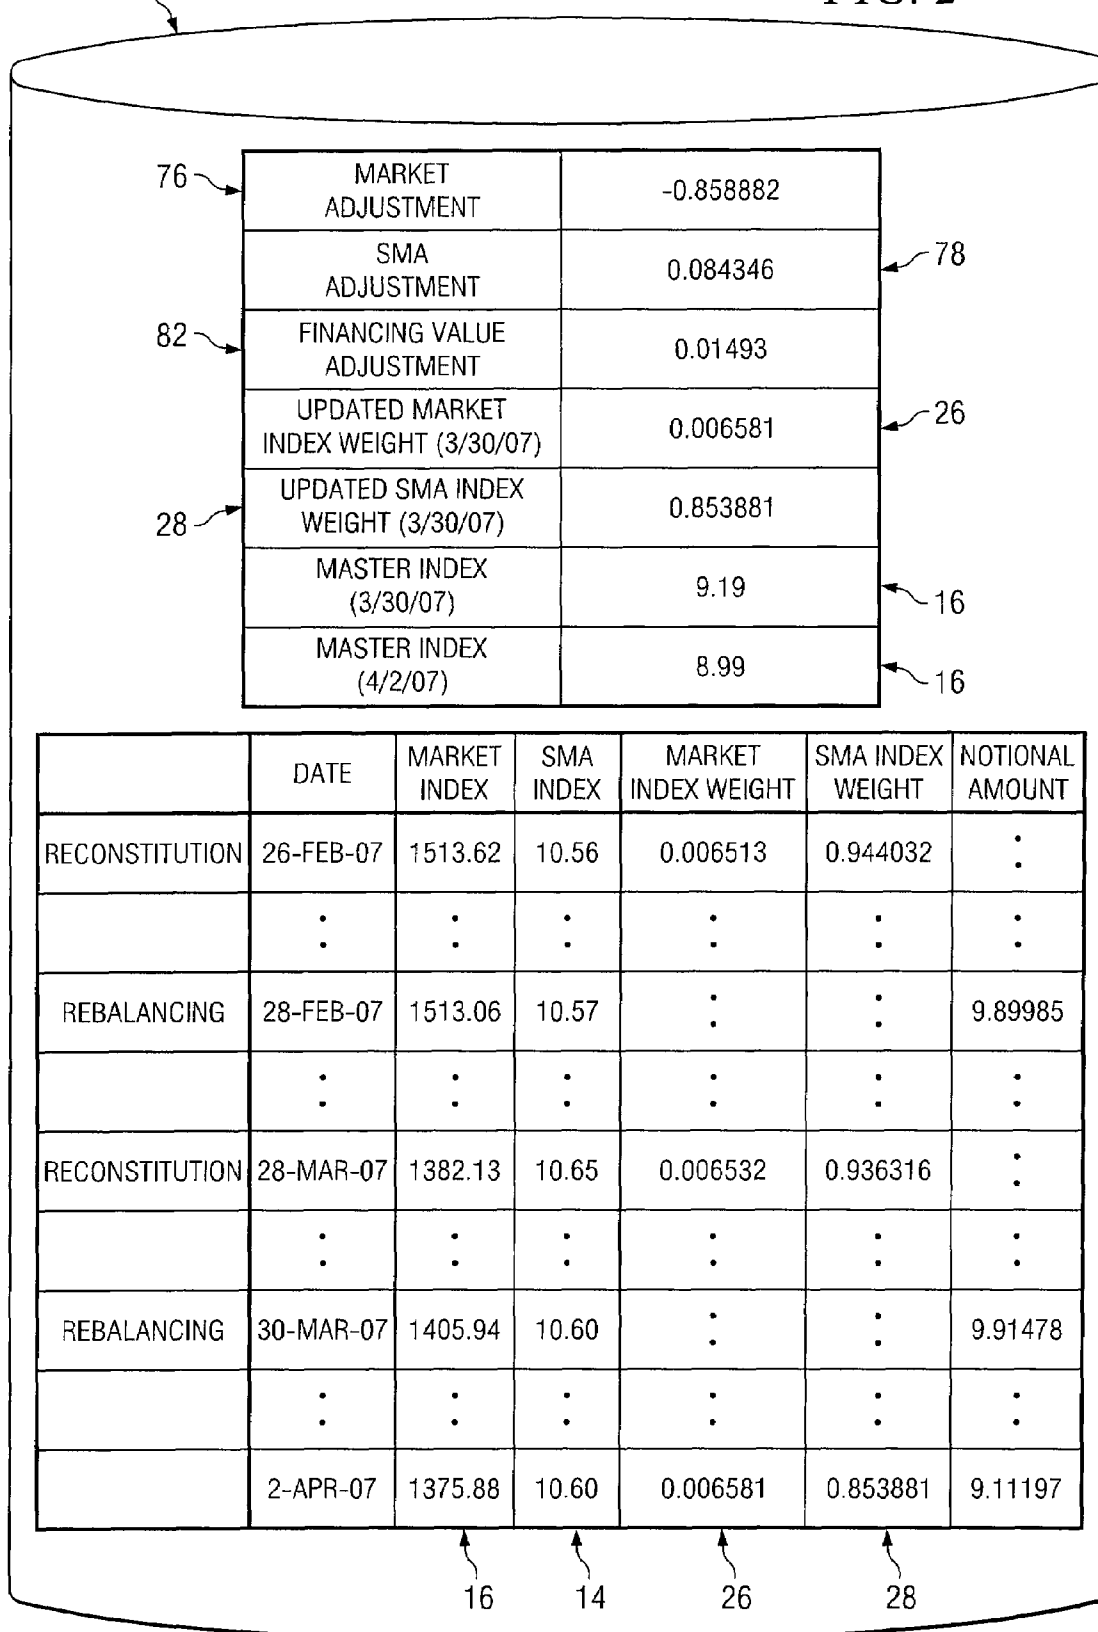 FIG. 2
76
MARKET
ADJUSTMENT
-0.858882
SMA
ADJUSTMENT
0.084346
78
82
FINANCING VALUE
ADJUSTMENT
0.01493
UPDATED MARKET
INDEX WEIGHT (3/30/07)
0.006581
26
28
UPDATED SMA INDEX
WEIGHT (3/30/07)
0.853881
MASTER INDEX
(3/30/07)
9.19
16
MASTER INDEX
(4/2/07)
8.99
16
DATE
MARKET
INDEX
SMA
INDEX
MARKET
INDEX WEIGHT
SMA INDEX
WEIGHT
NOTIONAL
AMOUNT
RECONSTITUTION 26-FEB-07 1513.62 10.56 0.006513 0.944032
REBALANCING 28-FEB-07 1513.06 10.57 9.89985
RECONSTITUTION 28-MAR-07 1382.13 10.65 0.006532 0.936316
REBALANCING 30-MAR-07 1405.94 10.60 9.91478
2-APR-07 1375.88 10.60 0.006581 0.853881 9.11197
16 14 26 28